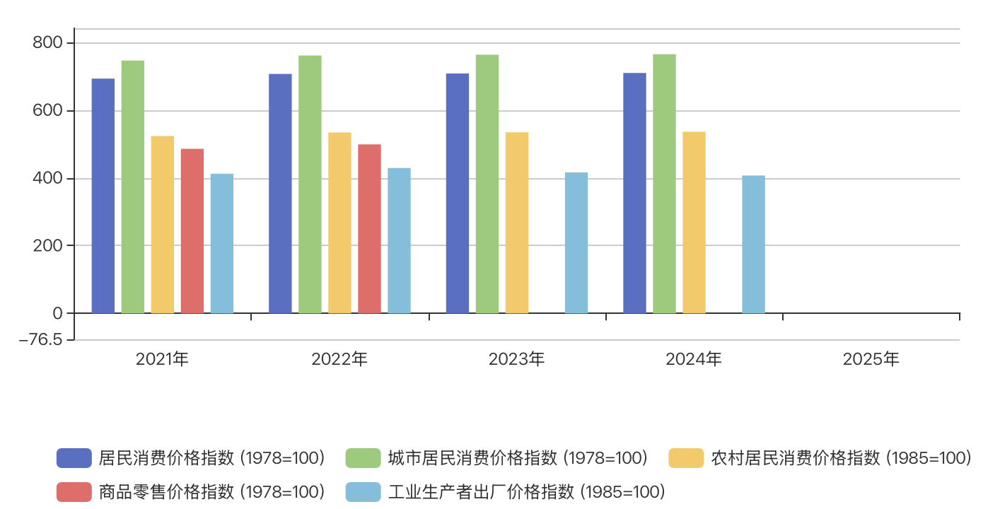 800
600
400
200
0
−76.5
2021年 2022年 2023年 2024年 2025年
居民消费价格指数 (1978=100) 城市居民消费价格指数 (1978=100) 农村居民消费价格指数 (1985=100)
商品零售价格指数 (1978=100) 工业生产者出厂价格指数 (1985=100)